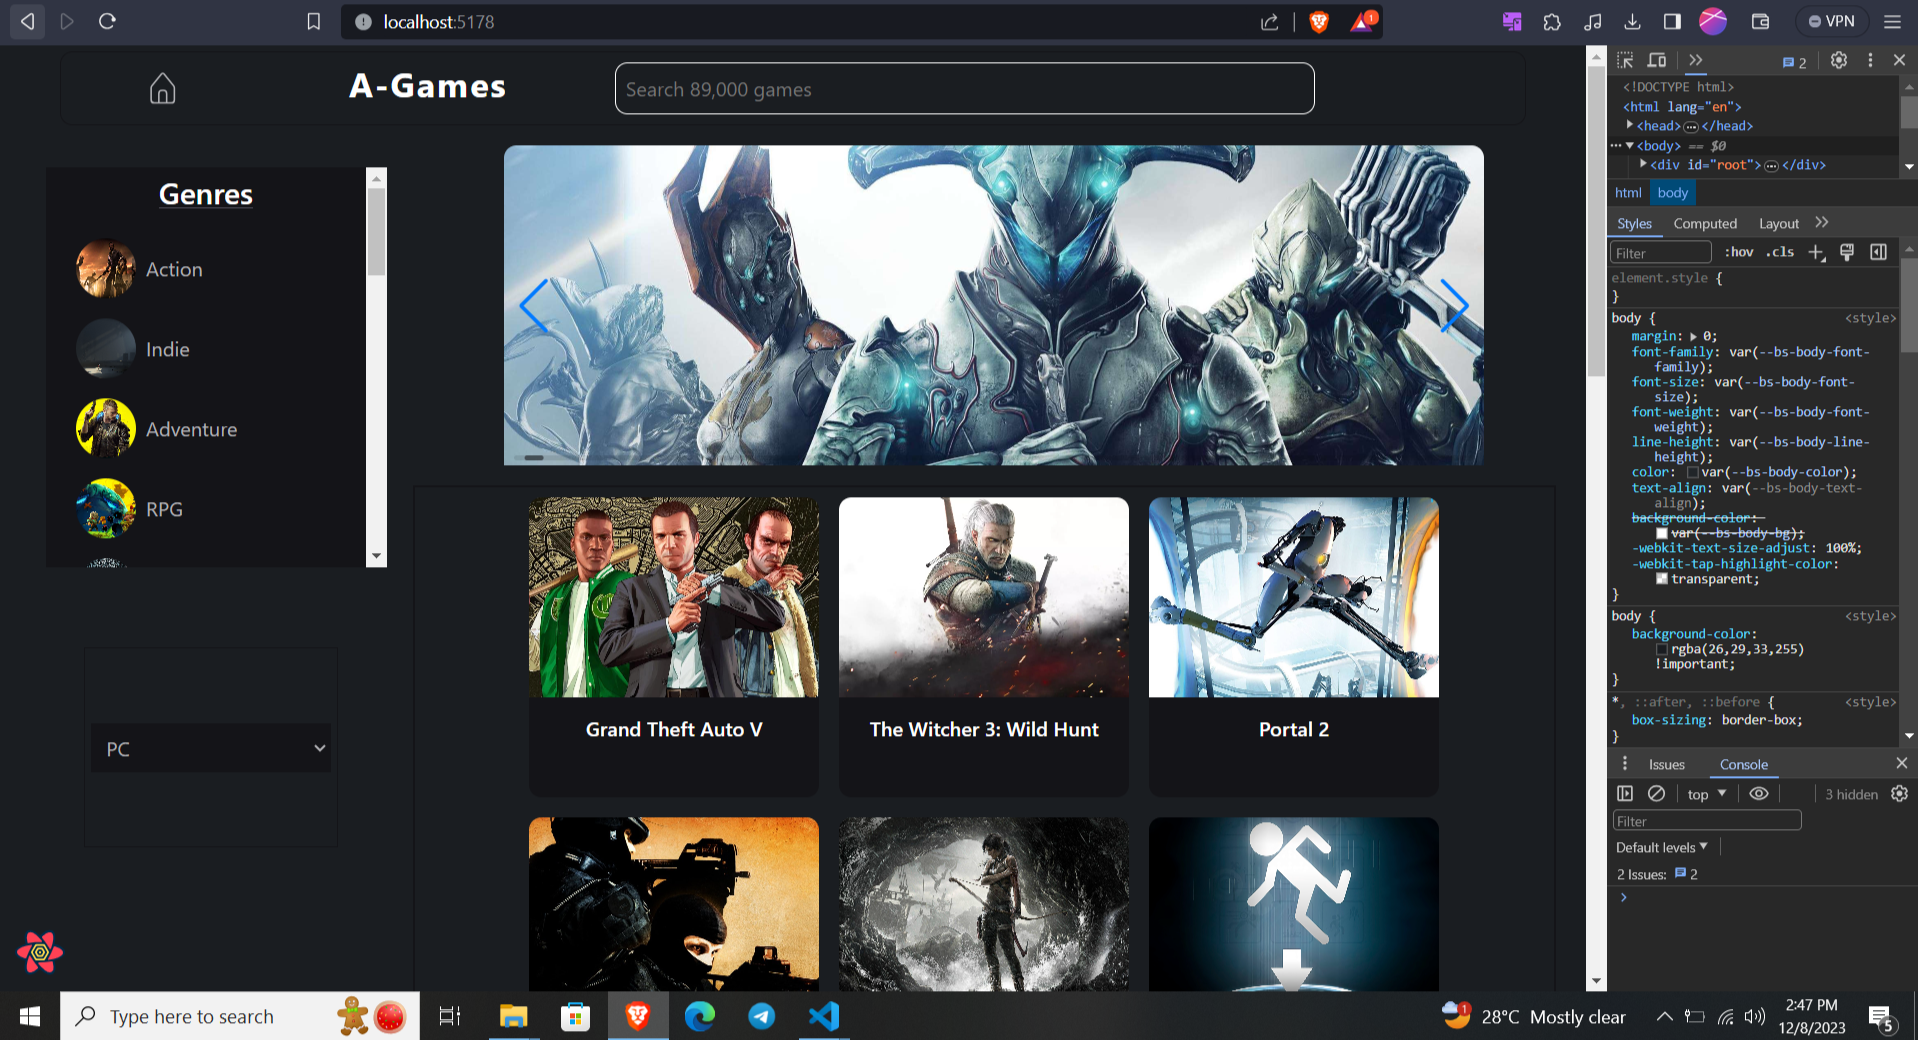 localhost:5178
1
VPN
A-Games
Search 89,000 games
Genres
Action
Indie
Adventure
RPG
PC
Grand Theft Auto V
The Witcher 3: Wild Hunt
Portal 2
2
<!DOCTYPE html>
<html lang="en">
<head> </head>
<body> == $0
<div id="root"> </div>
html body
Styles Computed Layout
Filter :hov .cls
element.style {
}
body { <style>
margin: 0;
font-family: var(--bs-body-font-
family);
font-size: var(--bs-body-font-
size);
font-weight: var(--bs-body-font-
weight);
line-height: var(--bs-body-line-
height);
color: var(--bs-body-color);
text-align: var(--bs-body-text-
align);
background-color:
var(--bs-body-bg);
-webkit-text-size-adjust: 100%;
-webkit-tap-highlight-color:
transparent;
}
body { <style>
background-color:
rgba(26,29,33,255)
!important;
}
*, ::after, ::before { <style>
box-sizing: border-box;
}
Issues Console
top 3 hidden
Filter
Default levels
2 Issues: 2
Type here to search
1
28°C Mostly clear
2:47 PM
12/8/2023
5